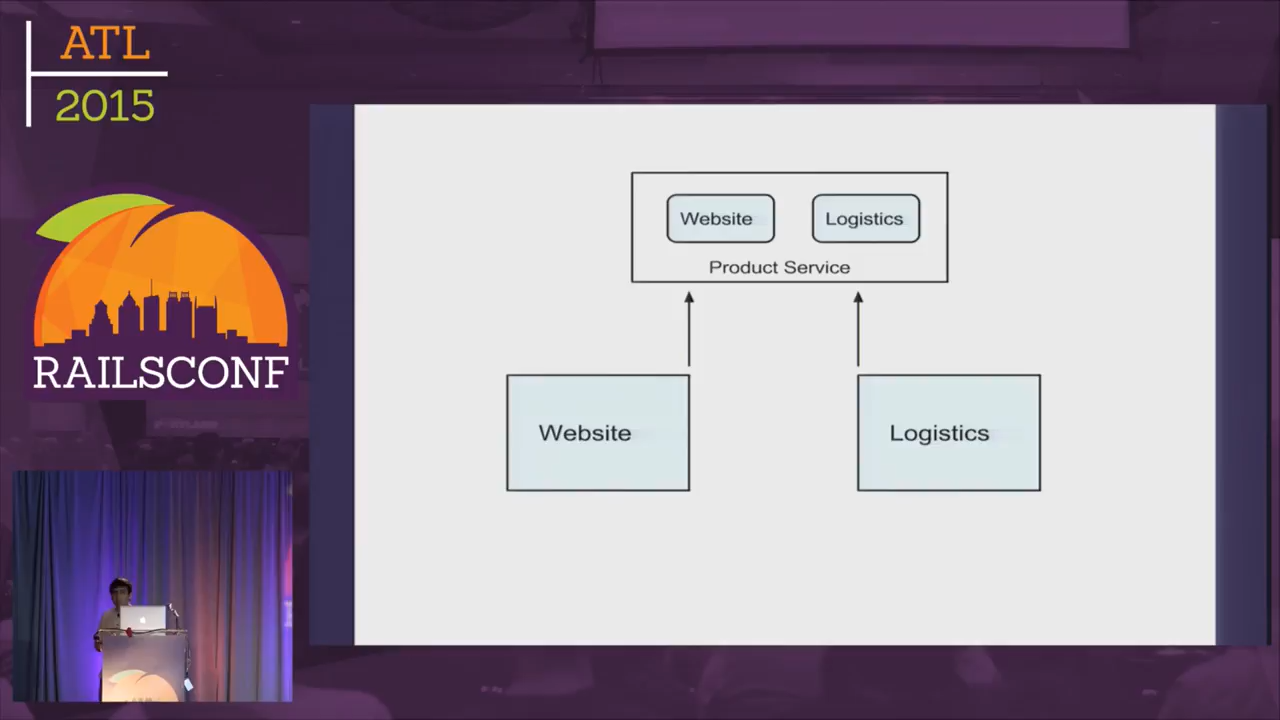 ATL
2015
RAILSCONF
Website
Logistics
Product Service
Website
Logistics